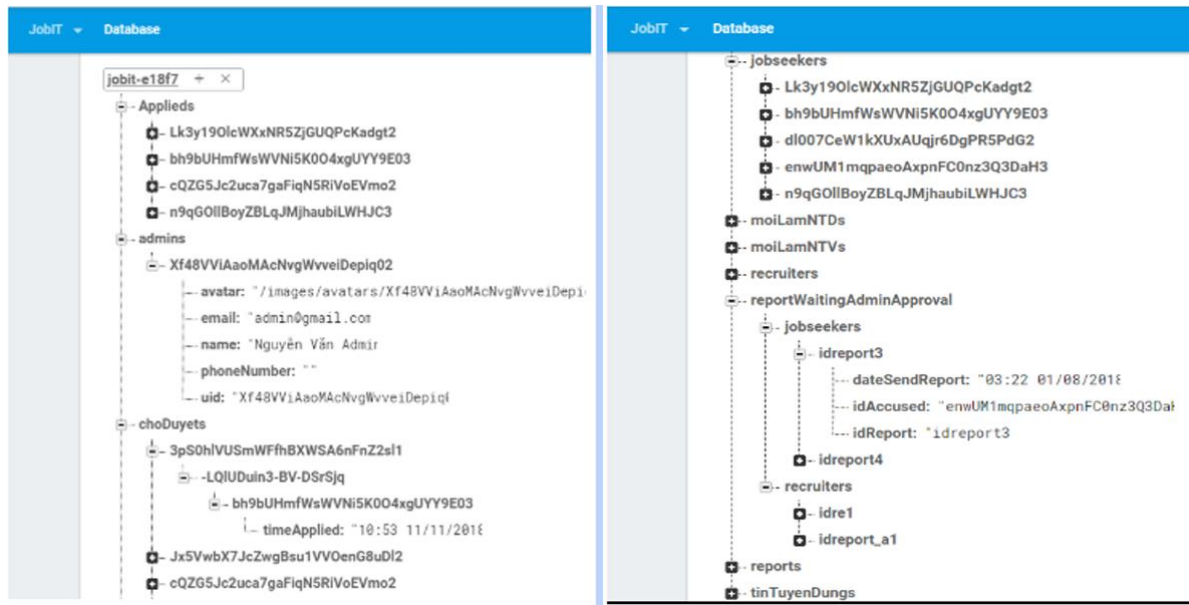 JobIT Database
jobit-e18f7 + ×
Applieds
Lk3y19OlcWXxNR5ZjGUQPcKadgt2
bh9bUHmfWsWVNi5K0O4xgUYY9E03
cQZG5Jc2uca7gaFiqN5RiVoEVmo2
n9qGOllBoyZBLqJMjhaubiLWHJC3
admins
Xf48VViAaoMAcNvgWvveiDepiq02
avatar: "/images/avatars/Xf48VViAaoMAcNvgWvveiDepi
email: "admin@gmail.com
name: "Nguyễn Văn Admin
phoneNumber: ""
uid: "Xf48VViAaoMAcNvgWvveiDepiq
choDuyets
3pS0hlVUSmWFfhBXWSA6nFnZ2sl1
-LQlUDuin3-BV-DSrSjq
bh9bUHmfWsWVNi5K0O4xgUYY9E03
timeApplied: "10:53 11/11/2018
Jx5VwbX7JcZwgBsu1VVOenG8uDl2
cQZG5Jc2uca7gaFiqN5RiVoEVmo2
JobIT Database
jobseekers
Lk3y19OlcWXxNR5ZjGUQPcKadgt2
bh9bUHmfWsWVNi5K0O4xgUYY9E03
dl007CeW1kXUxAUqjr6DgPR5PdG2
enwUM1mqpaeoAxpnFC0nz3Q3DaH3
n9qGOllBoyZBLqJMjhaubiLWHJC3
moiLamNTDs
moiLamNTVs
recruiters
reportWaitingAdminApproval
jobseekers
idreport3
dateSendReport: "03:22 01/08/2018
idAccused: "enwUM1mqpaeoAxpnFC0nz3Q3DaH
idReport: "idreport3
idreport4
recruiters
idre1
idreport_a1
reports
tinTuyenDungs